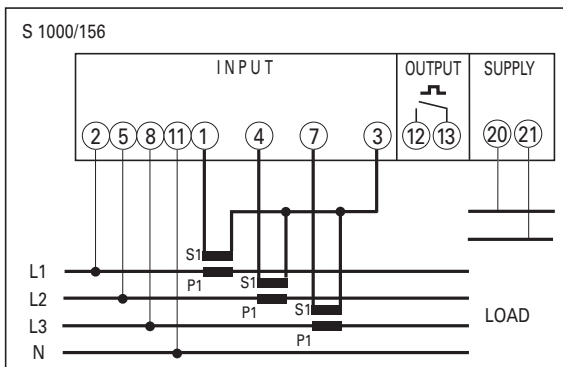 S 1000/156
INPUT OUTPUT SUPPLY
2 5 8 11 1 4 7 3 12 13 20 21
S1
L1
P1 S1
L2
P1 S1
L3 LOAD
P1
N